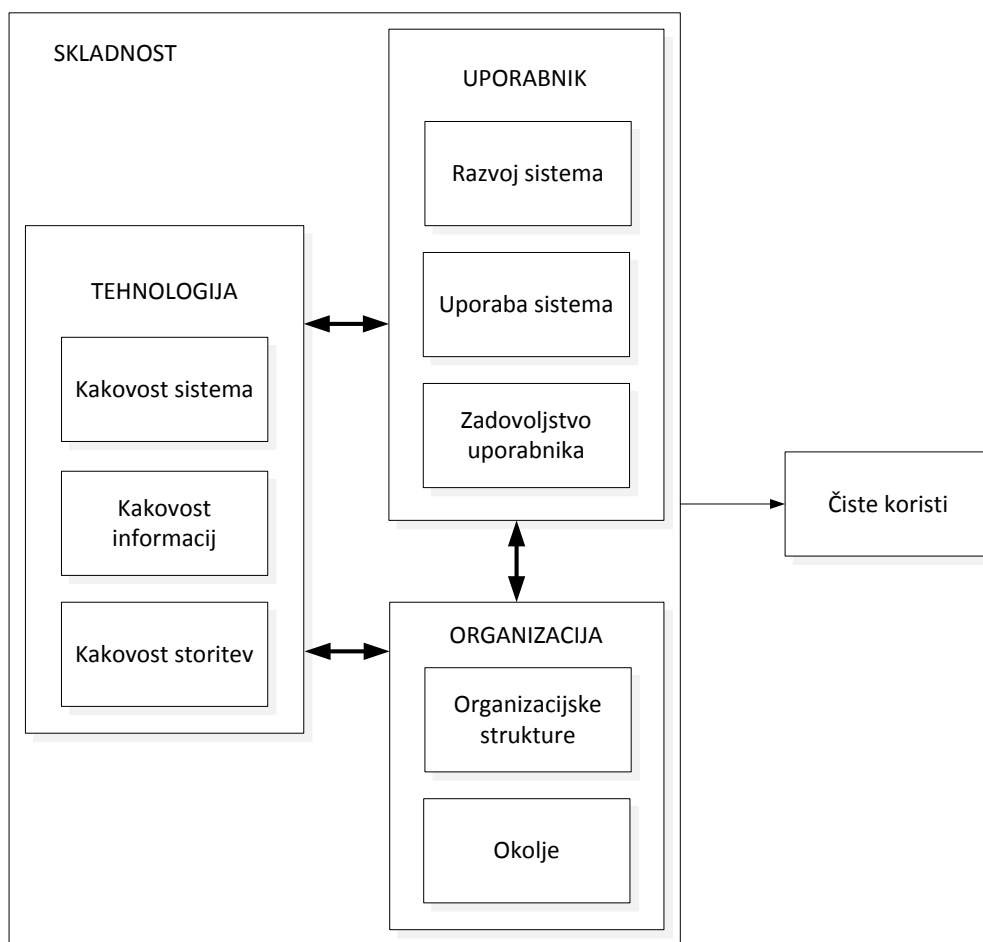 SKLADNOST
UPORABNIK
Razvoj sistema
Uporaba sistema
Zadovoljstvo
uporabnika
TEHNOLOGIJA
Kakovost sistema
Kakovost
informacij
Kakovost storitev
ORGANIZACIJA
Organizacijske
strukture
Okolje
Čiste koristi